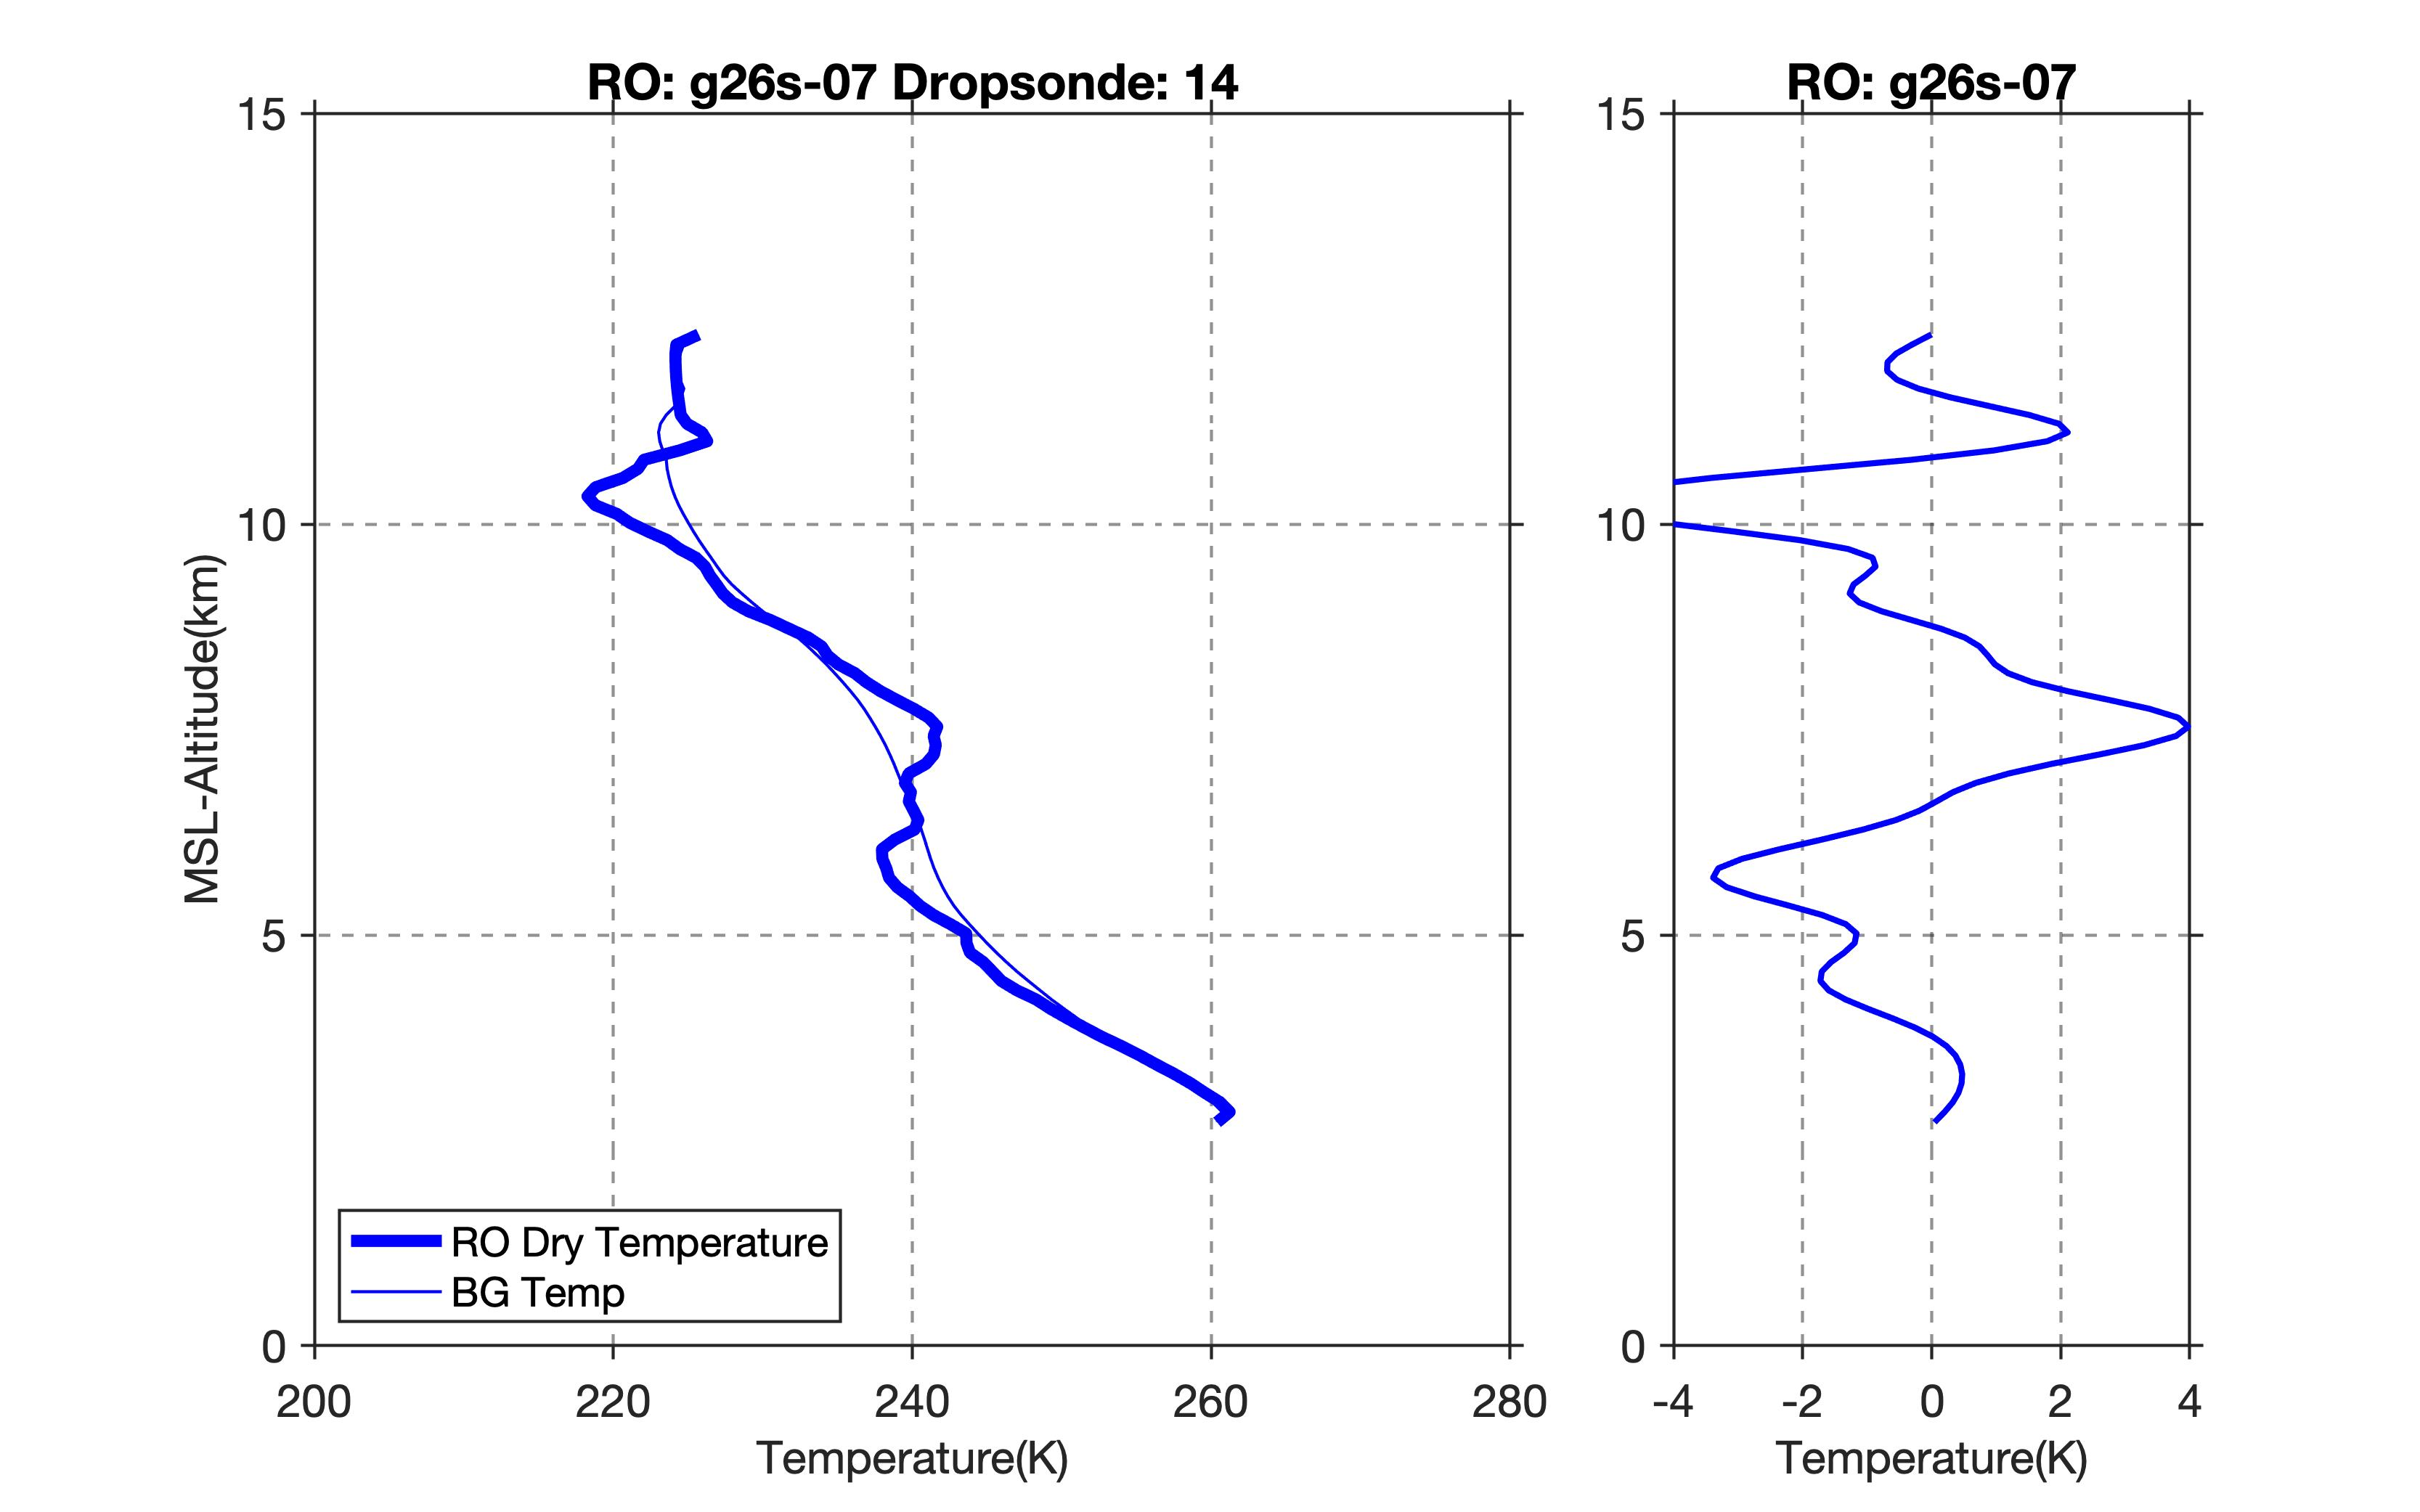 RO: g26s-07 Dropsonde: 14
15
10
5
0
MSL-Altitude(km)
RO Dry Temperature
BG Temp
200 220 240 260 280
Temperature(K)
RO: g26s-07
15
10
5
0
-4 -2 0 2 4
Temperature(K)